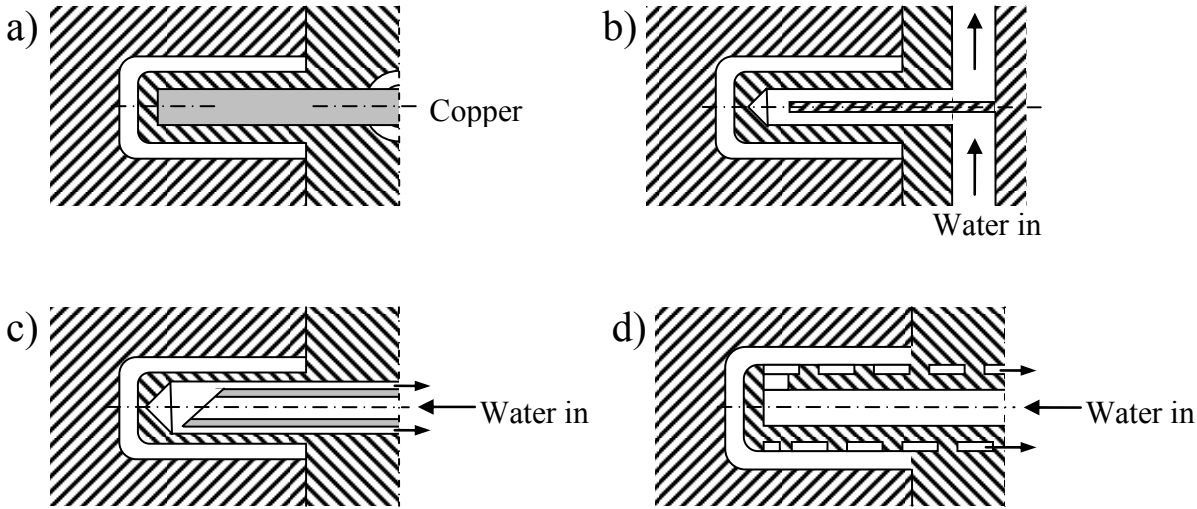 a)
Copper
b)
Water in
c)
Water in
d)
Water in